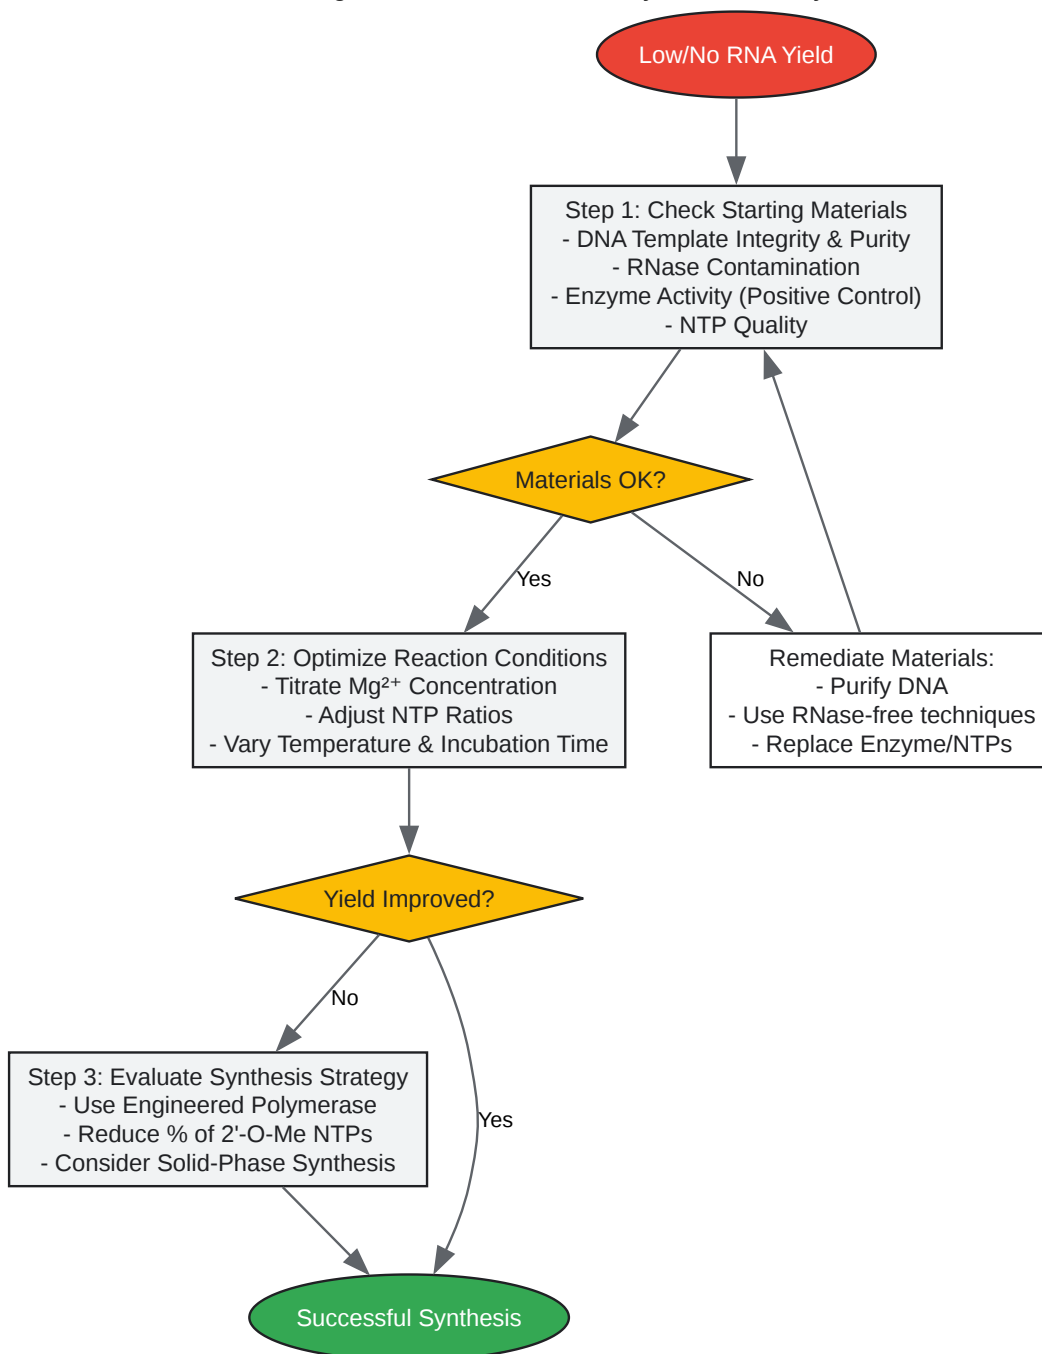 Low/No RNA Yield
Step 1: Check Starting Materials
- DNA Template Integrity & Purity
- RNase Contamination
- Enzyme Activity (Positive Control)
- NTP Quality
Materials OK?
Yes
No
Step 2: Optimize Reaction Conditions
- Titrate Mg²⁺ Concentration
- Adjust NTP Ratios
- Vary Temperature & Incubation Time
Remediate Materials:
- Purify DNA
- Use RNase-free techniques
- Replace Enzyme/NTPs
Yield Improved?
No
Yes
Step 3: Evaluate Synthesis Strategy
- Use Engineered Polymerase
- Reduce % of 2'-O-Me NTPs
- Consider Solid-Phase Synthesis
Successful Synthesis